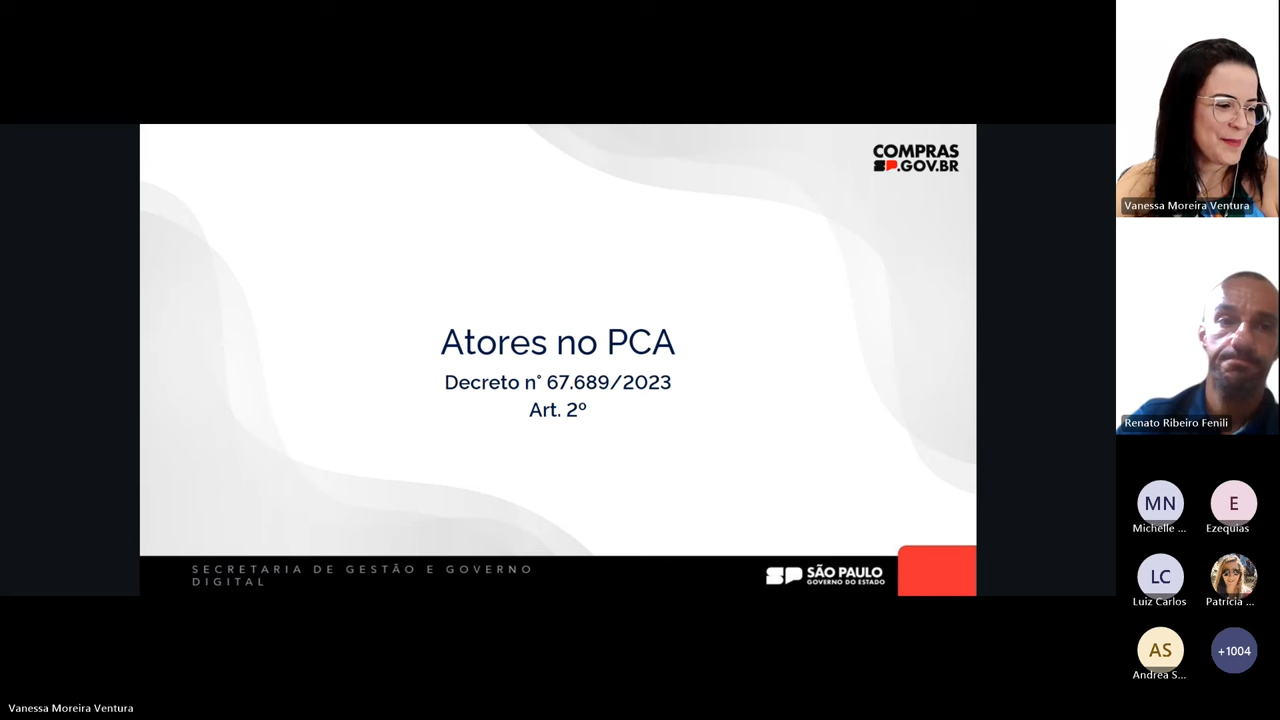 COMPRAS
SP.GOV.BR
Atores no PCA
Decreto n° 67.689/2023
Art. 2º
SECRETARIA DE GESTÃO E GOVERNO
DIGITAL
SP SÃO PAULO
GOVERNO DO ESTADO
Vanessa Moreira Ventura
Renato Ribeiro Fenili
MN
Michelle ...
E
Ezequias
LC
Luiz Carlos
Patrícia ...
AS
Andrea S...
+1004
Vanessa Moreira Ventura